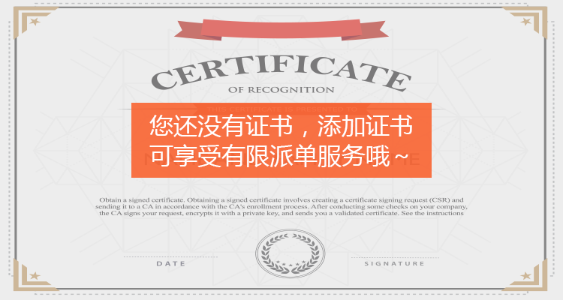 CERTIFICATE
OF RECOGNITION
您还没有证书，添加证书
可享受有限派单服务哦~
Obtain a signed certificate. Obtaining a signed certificate involves creating a certificate signing request (CSR) and
sending it to a CA in accordance with the CA's enrollment process. After conducting some checks on your company,
the CA signs your request, encrypts it with a private key, and sends you a validated certificate. See the instructions
DATE
SIGNATURE